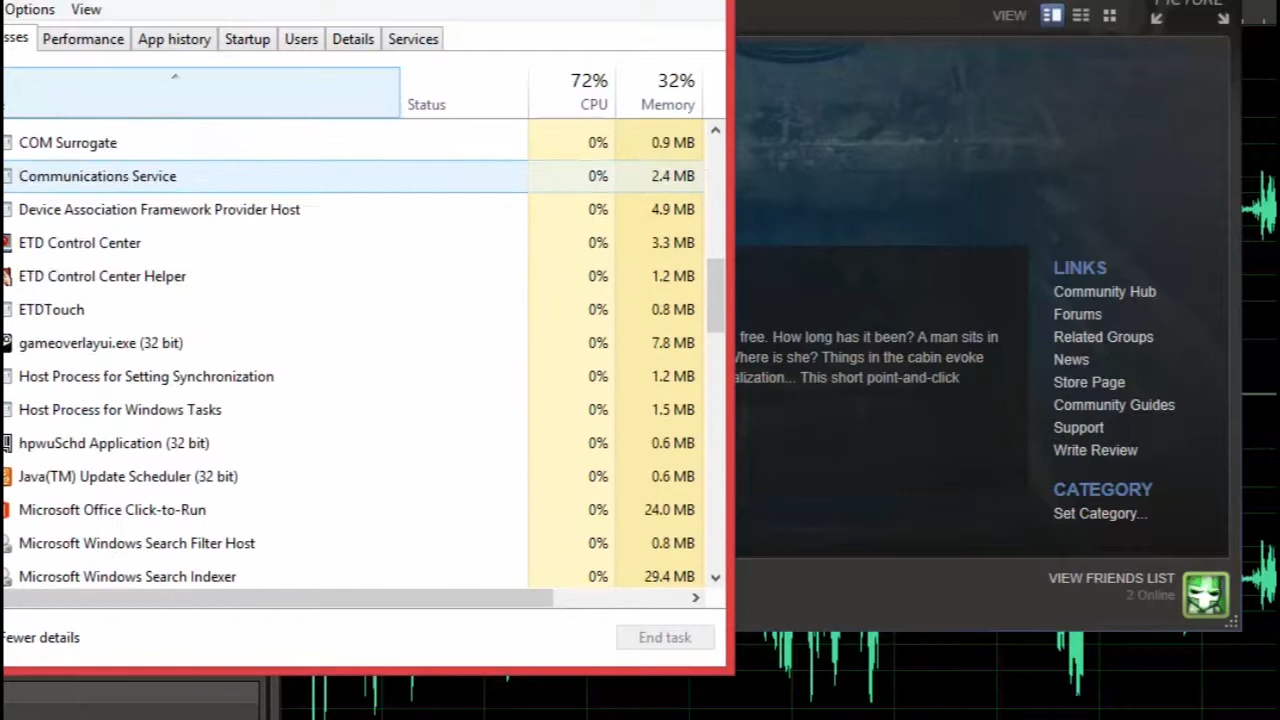 Options View
Performance App history Startup Users Details Services
72% 32%
Status CPU Memory
COM Surrogate 0% 0.9 MB
Communications Service 0% 2.4 MB
Device Association Framework Provider Host 0% 4.9 MB
ETD Control Center 0% 3.3 MB
ETD Control Center Helper 0% 1.2 MB
ETDTouch 0% 0.8 MB
gameoverlayui.exe (32 bit) 0% 7.8 MB
Host Process for Setting Synchronization 0% 1.2 MB
Host Process for Windows Tasks 0% 1.5 MB
hpwuSchd Application (32 bit) 0% 0.6 MB
Java(TM) Update Scheduler (32 bit) 0% 0.6 MB
Microsoft Office Click-to-Run 0% 24.0 MB
Microsoft Windows Search Filter Host 0% 0.8 MB
Microsoft Windows Search Indexer 0% 29.4 MB
Fewer details End task
VIEW PICTURE
free. How long has it been? A man sits in
Where is she? Things in the cabin evoke
This short point-and-click
LINKS
Community Hub
Forums
Related Groups
News
Store Page
Community Guides
Support
Write Review
CATEGORY
Set Category...
VIEW FRIENDS LIST
2 Online